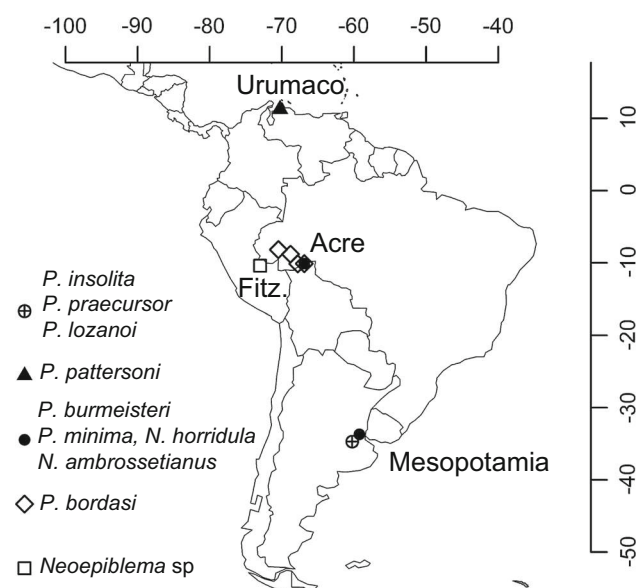 -100 -90 -80 -70 -60 -50 -40
Urumaco
10
0
Acre
-10
Fitz.
P. insolita
P. praecursor
P. lozanoi
-20
P. pattersoni
-30
P. burmeisteri
P. minima, N. horridula
N. ambrossetianus
Mesopotamia
-40
P. bordasi
-50
Neoepiblema sp